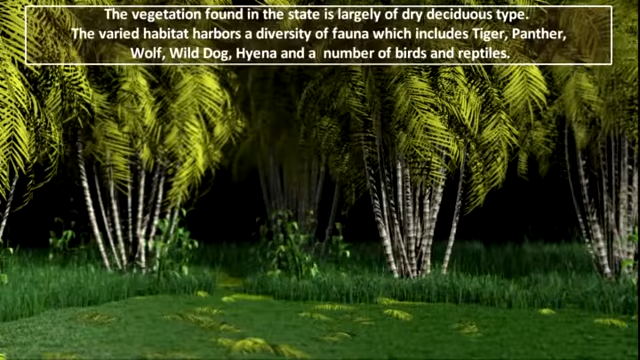 The vegetation found in the state is largely of dry deciduous type.
The varied habitat harbors a diversity of fauna which includes Tiger, Panther,
Wolf, Wild Dog, Hyena and a number of birds and reptiles.